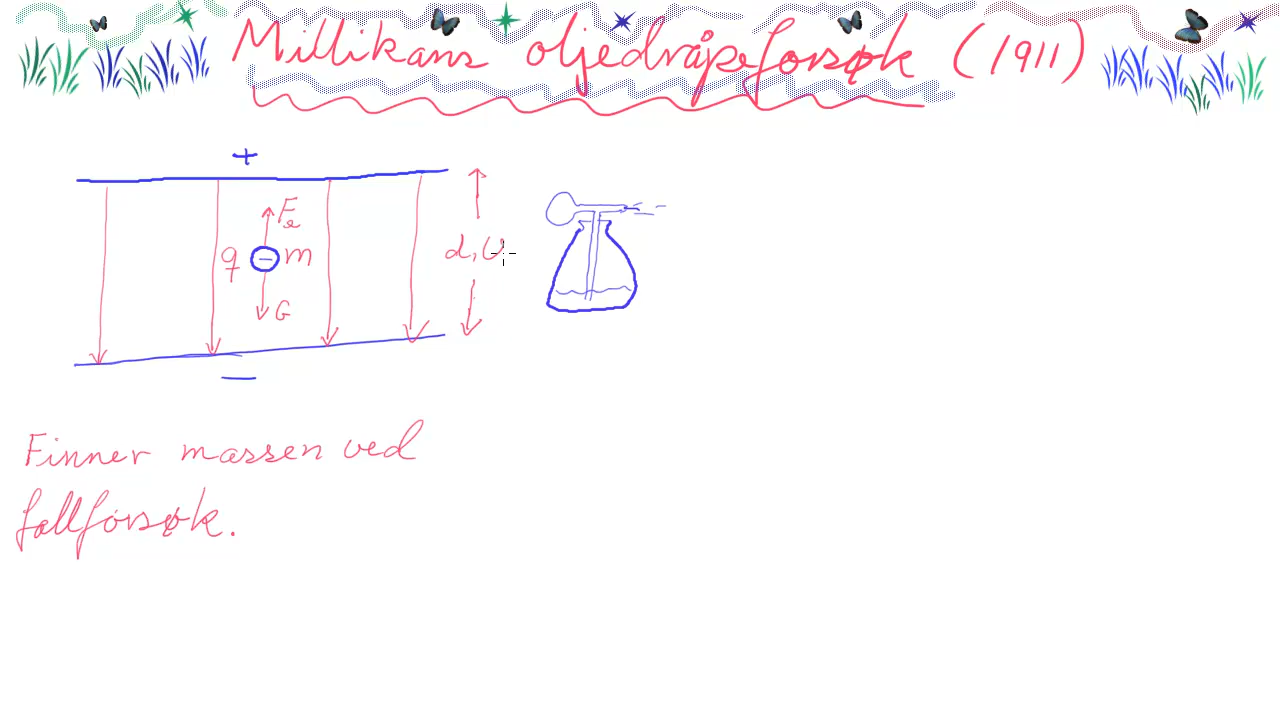 Millikans oljedråpeforsøk (1911)
+
Fe
q − m
d, U
G
−
Finner massen ved
fallforsøk.